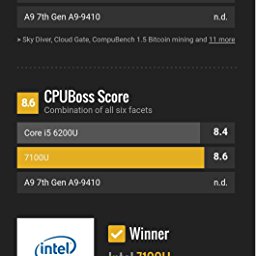 A9 7th Gen A9-9410 n.d.
» Sky Diver, Cloud Gate, CompuBench 1.5 Bitcoin mining and 11 more
8.6 CPUBoss Score
Combination of all six facets
Core i5 6200U 8.4
7100U 8.6
A9 7th Gen A9-9410 n.d.
intel
Winner
Intel 7100U